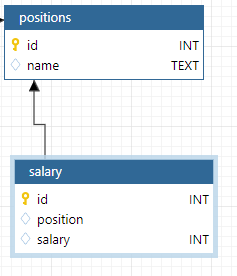 positions
id INT
name TEXT
salary
id INT
position
salary INT